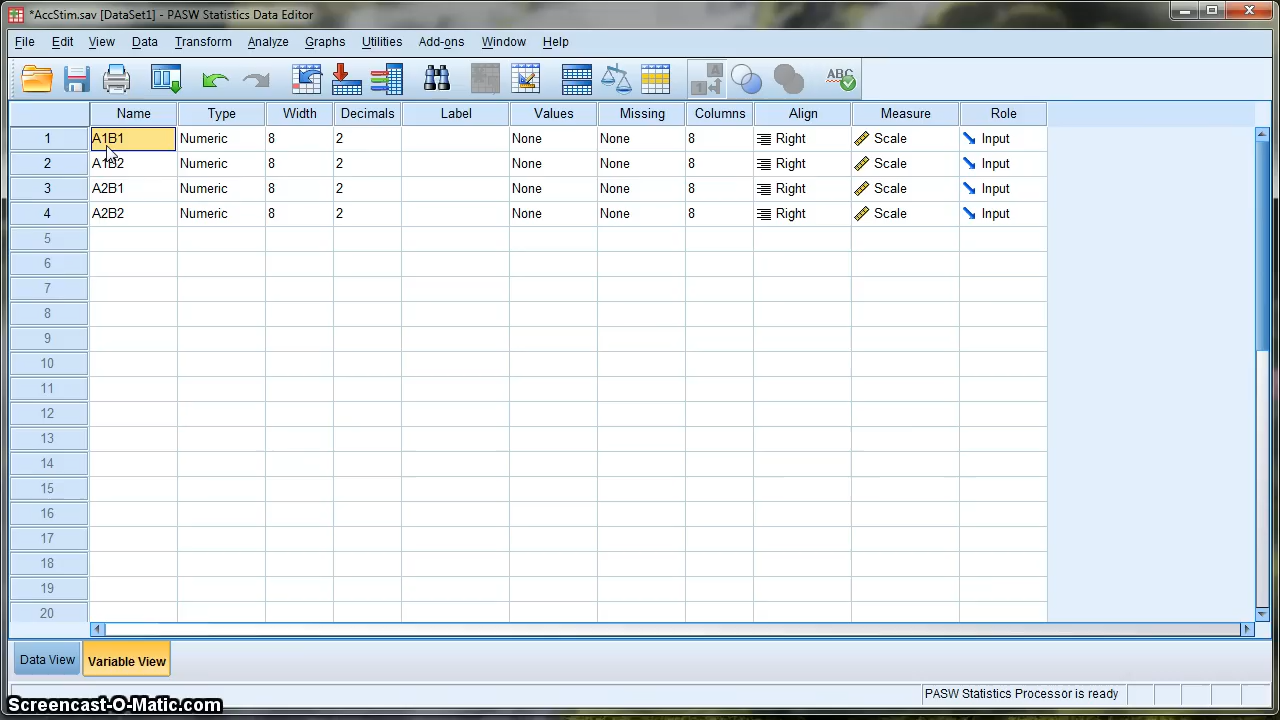 *AccStim.sav [DataSet1] - PASW Statistics Data Editor
File Edit View Data Transform Analyze Graphs Utilities Add-ons Window Help
Name Type Width Decimals Label Values Missing Columns Align Measure Role
1 A1B1 Numeric 8 2 None None 8 Right Scale Input
2 A1B2 Numeric 8 2 None None 8 Right Scale Input
3 A2B1 Numeric 8 2 None None 8 Right Scale Input
4 A2B2 Numeric 8 2 None None 8 Right Scale Input
5
6
7
8
9
10
11
12
13
14
15
16
17
18
19
20
Data View Variable View
PASW Statistics Processor is ready
Screencast-O-Matic.com